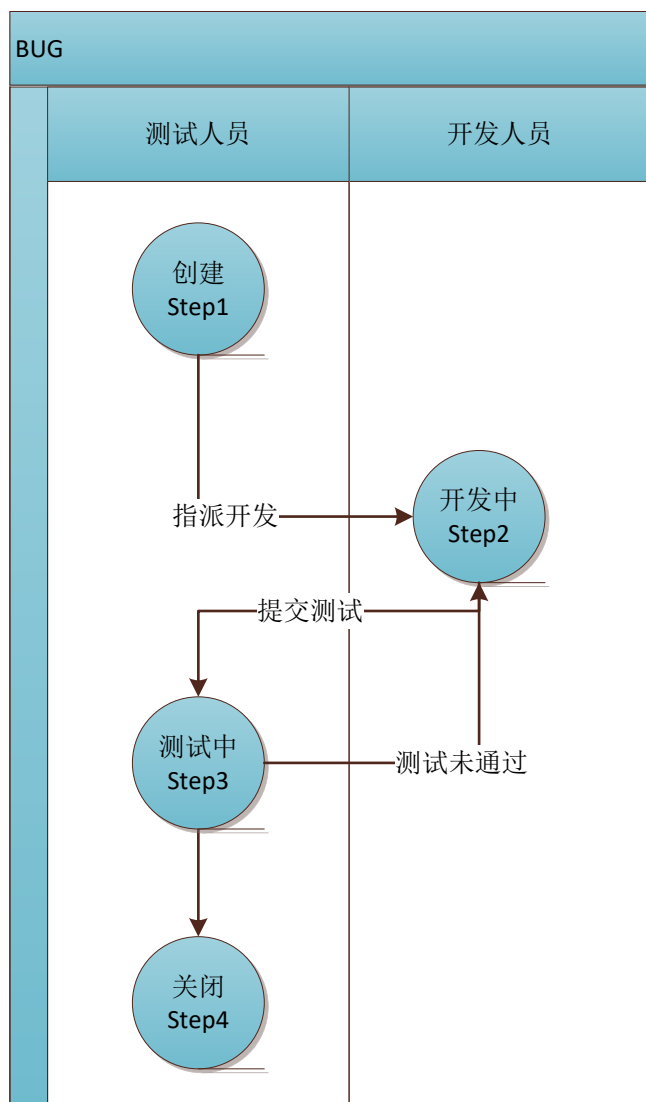 BUG
测试人员
开发人员
创建
Step1
指派开发
开发中
Step2
提交测试
测试中
Step3
测试未通过
关闭
Step4